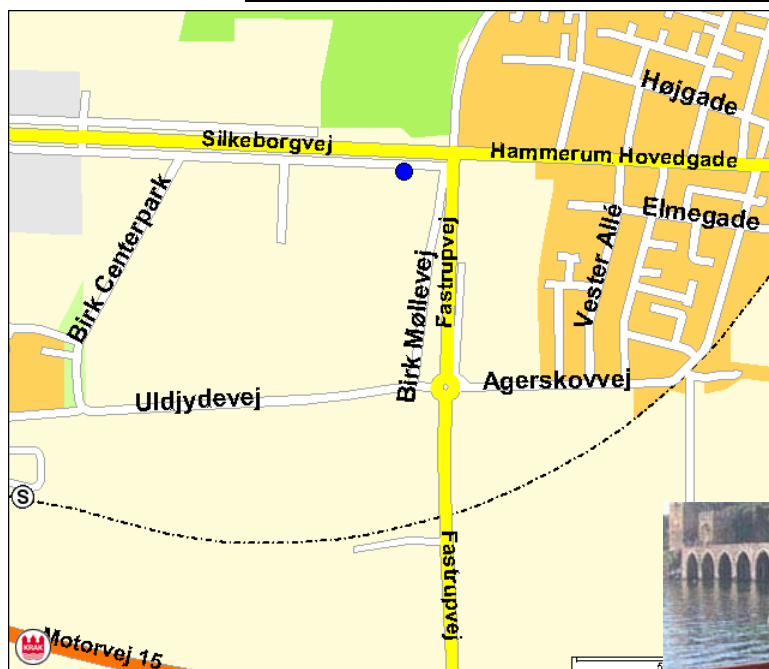 Højgade
Silkeborgvej
Hammerum Hovedgade
Elmegade
Vester Allé
Birk Centerpark
Fastrupvej
Birk Møllevej
Agerskovvej
Uldjydevej
S
Fastrupvej
KRAK
Motorvej 15